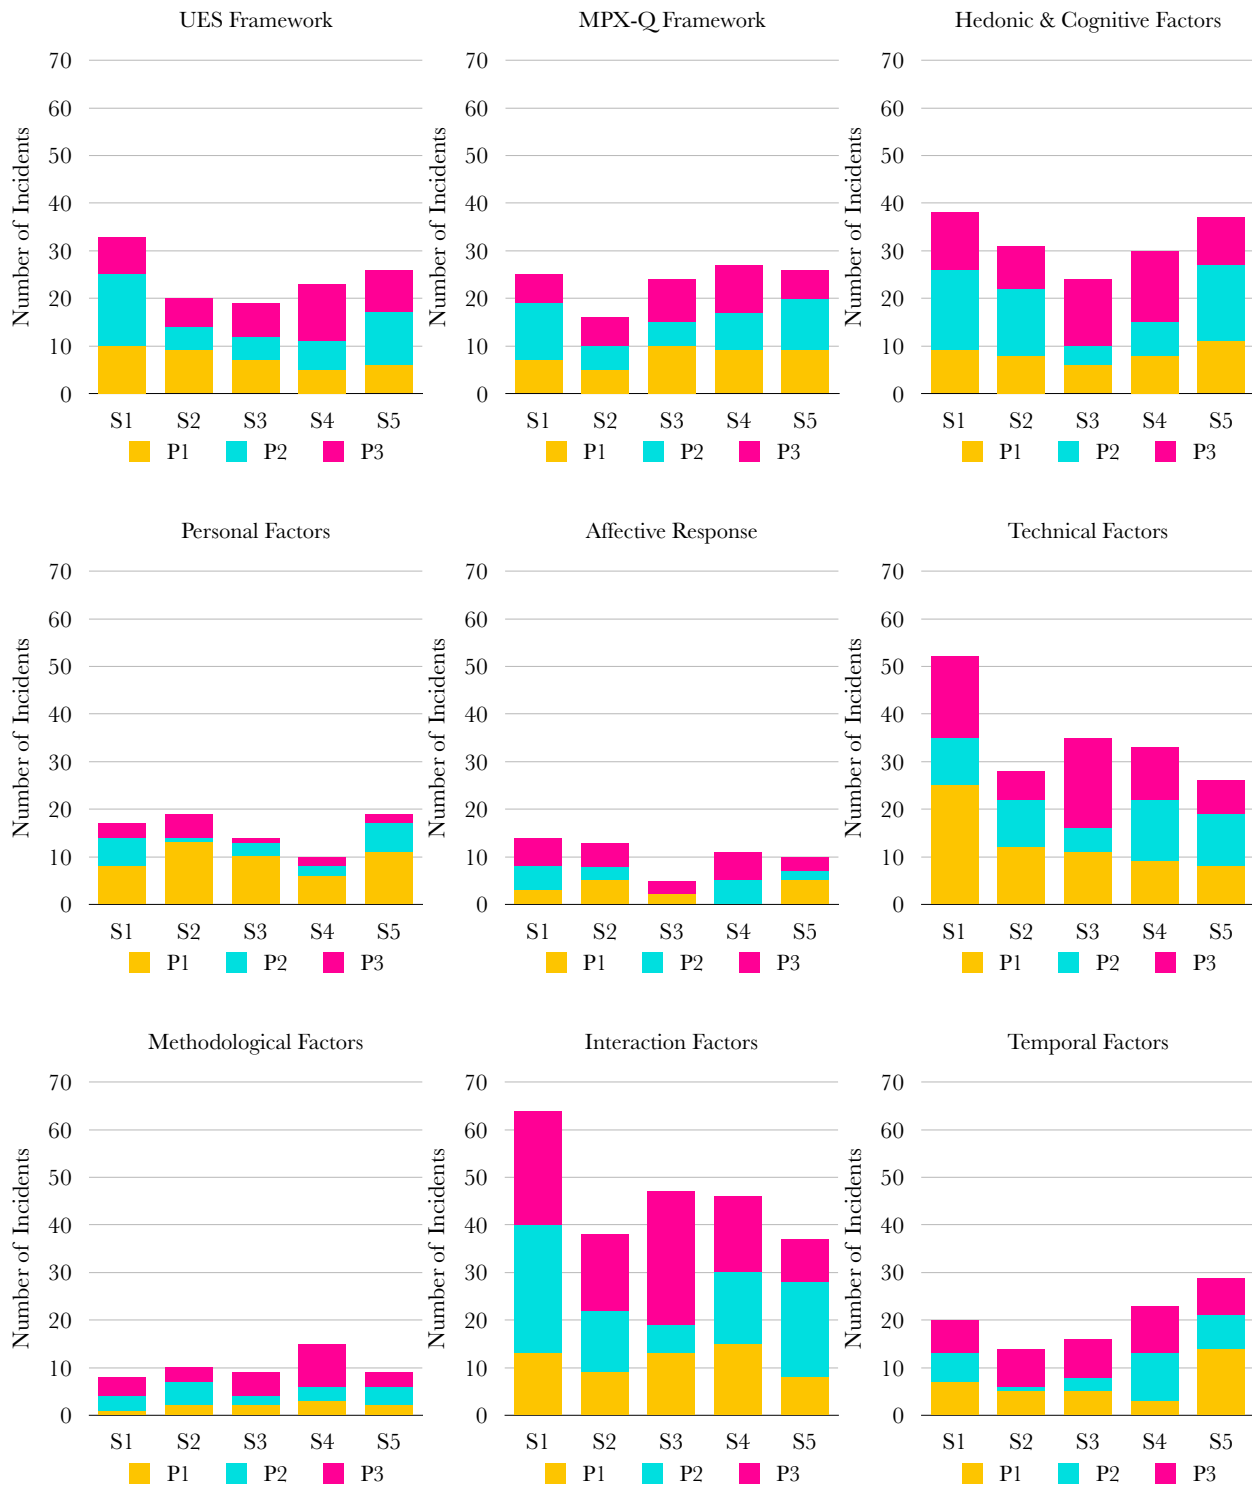 UES Framework
70
60
50
40
30
20
10
0
Number of Incidents
S1 S2 S3 S4 S5
P1 P2 P3
MPX-Q Framework
70
60
50
40
30
20
10
0
Number of Incidents
S1 S2 S3 S4 S5
P1 P2 P3
Hedonic & Cognitive Factors
70
60
50
40
30
20
10
0
Number of Incidents
S1 S2 S3 S4 S5
P1 P2 P3
Personal Factors
70
60
50
40
30
20
10
0
Number of Incidents
S1 S2 S3 S4 S5
P1 P2 P3
Affective Response
70
60
50
40
30
20
10
0
Number of Incidents
S1 S2 S3 S4 S5
P1 P2 P3
Technical Factors
70
60
50
40
30
20
10
0
Number of Incidents
S1 S2 S3 S4 S5
P1 P2 P3
Methodological Factors
70
60
50
40
30
20
10
0
Number of Incidents
S1 S2 S3 S4 S5
P1 P2 P3
Interaction Factors
70
60
50
40
30
20
10
0
Number of Incidents
S1 S2 S3 S4 S5
P1 P2 P3
Temporal Factors
70
60
50
40
30
20
10
0
Number of Incidents
S1 S2 S3 S4 S5
P1 P2 P3